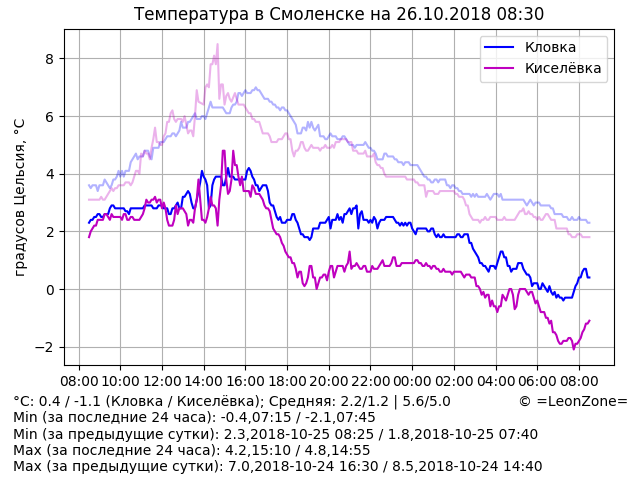 Температура в Смоленске на 26.10.2018 08:30
Кловка
Киселёвка
градусов Цельсия, °C
8
6
4
2
0
−2
08:00 10:00 12:00 14:00 16:00 18:00 20:00 22:00 00:00 02:00 04:00 06:00 08:00
°C: 0.4 / -1.1 (Кловка / Киселёвка); Средняя: 2.2/1.2 | 5.6/5.0 © =LeonZone=
Min (за последние 24 часа): -0.4,07:15 / -2.1,07:45
Min (за предыдущие сутки): 2.3,2018-10-25 08:25 / 1.8,2018-10-25 07:40
Max (за последние 24 часа): 4.2,15:10 / 4.8,14:55
Max (за предыдущие сутки): 7.0,2018-10-24 16:30 / 8.5,2018-10-24 14:40